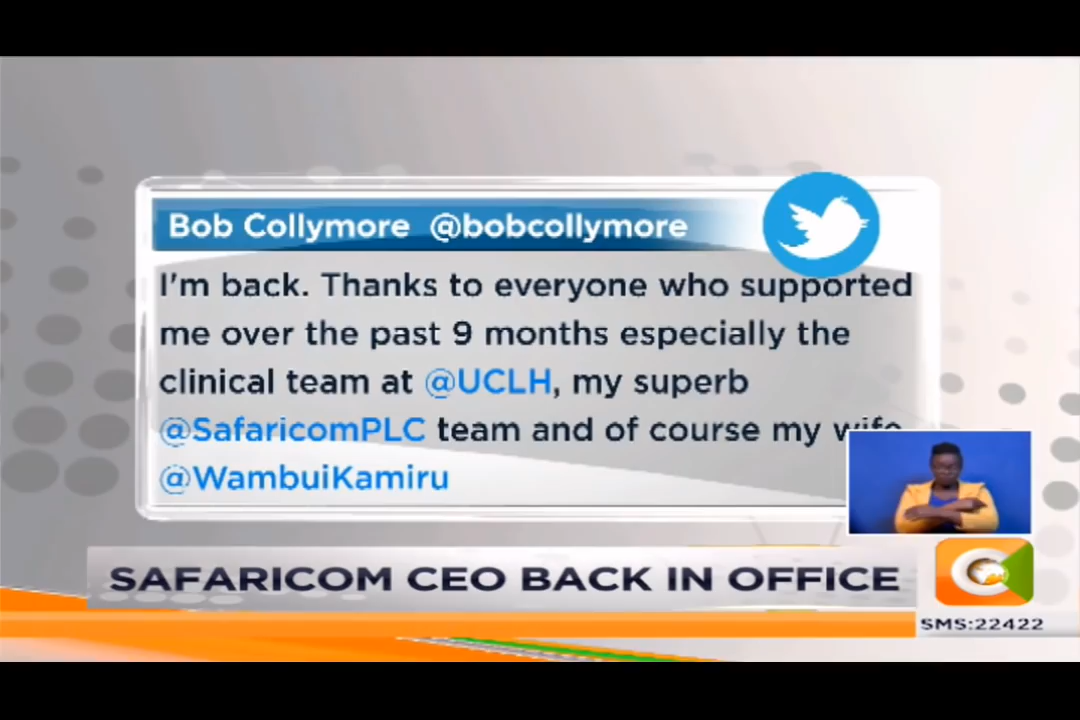 Bob Collymore @bobcollymore
I'm back. Thanks to everyone who supported
me over the past 9 months especially the
clinical team at @UCLH, my superb
@SafaricomPLC team and of course my wife
@WambuiKamiru
SAFARICOM CEO BACK IN OFFICE
SMS:22422